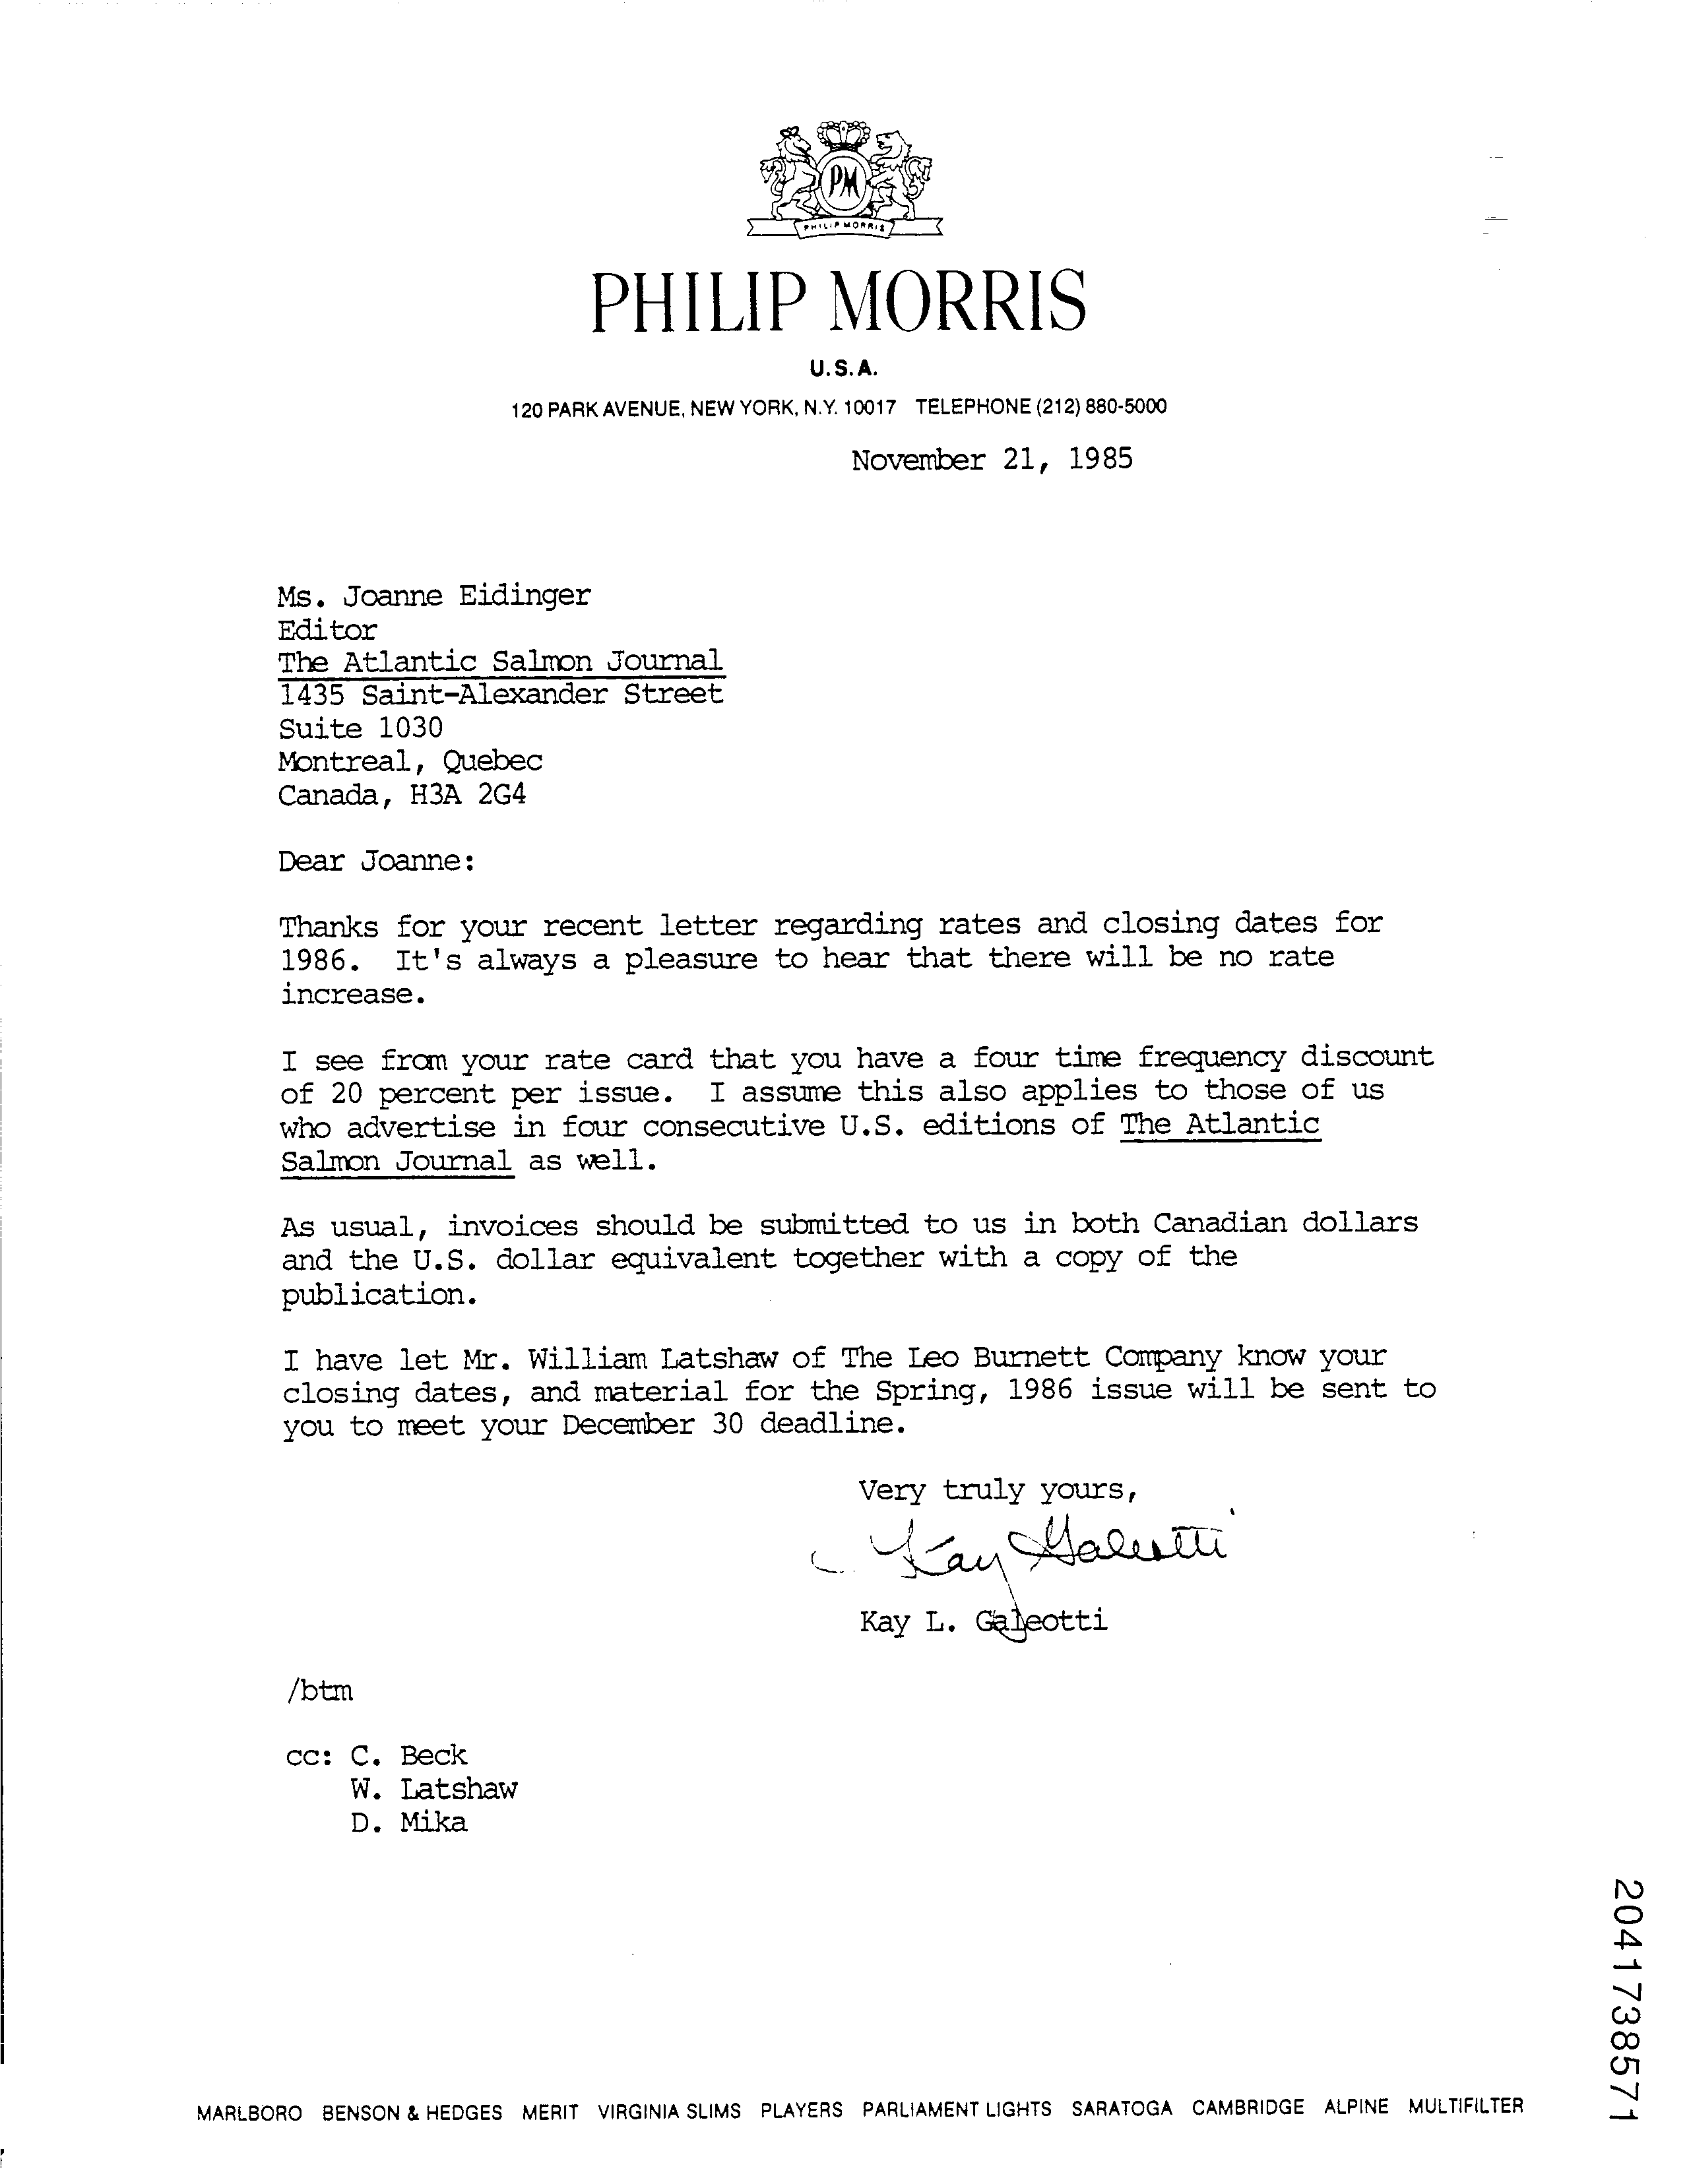 PM
PHILIP MORRIS
PHILIP MORRIS
U.S.A.
120 PARK AVENUE, NEW YORK, N.Y. 10017 TELEPHONE (212) 880-5000
November 21, 1985
Ms. Joanne Eidinger
Editor
The Atlantic Salmon Journal
1435 Saint-Alexander Street
Suite 1030
Montreal, Quebec
Canada, H3A 2G4
Dear Joanne:
Thanks for your recent letter regarding rates and closing dates for
1986. It's always a pleasure to hear that there will be no rate
increase.
I see from your rate card that you have a four time frequency discount
of 20 percent per issue. I assume this also applies to those of us
who advertise in four consecutive U.S. editions of The Atlantic
Salmon Journal as well.
As usual, invoices should be submitted to us in both Canadian dollars
and the U.S. dollar equivalent together with a copy of the
publication.
I have let Mr. William Latshaw of The Leo Burnett Company know your
closing dates, and material for the Spring, 1986 issue will be sent to
you to meet your December 30 deadline.
Very truly yours,
Kay Galeotti
Kay L. Galeotti
/btm
cc: C. Beck
W. Latshaw
D. Mika
2041738571
MARLBORO BENSON & HEDGES MERIT VIRGINIA SLIMS PLAYERS PARLIAMENT LIGHTS SARATOGA CAMBRIDGE ALPINE MULTIFILTER